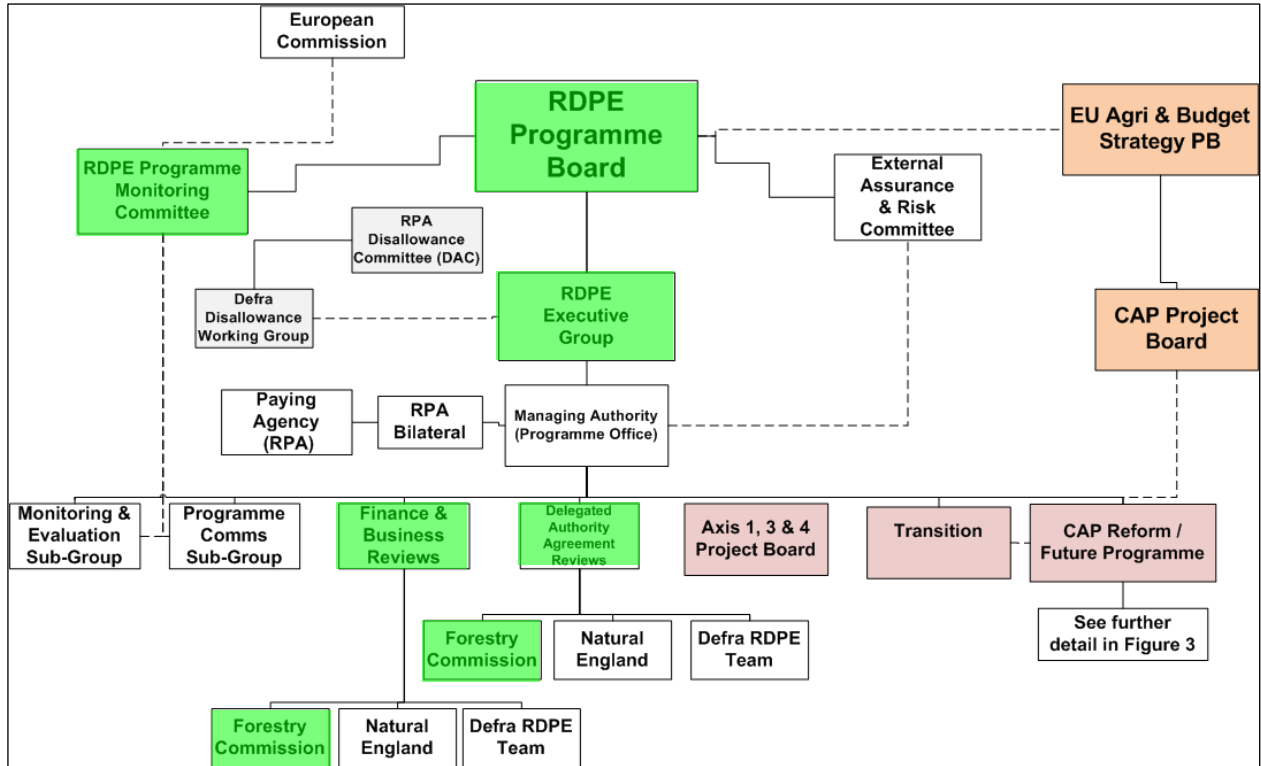 European
Commission
RDPE
Programme
Board
EU Agri & Budget
Strategy PB
RDPE Programme
Monitoring
Committee
External
Assurance
& Risk
Committee
RPA
Disallowance
Committee (DAC)
Defra
Disallowance
Working Group
RDPE
Executive
Group
CAP Project
Board
Paying
Agency
(RPA)
RPA
Bilateral
Managing Authority
(Programme Office)
Monitoring &
Evaluation
Sub-Group
Programme
Comms
Sub-Group
Finance &
Business
Reviews
Delegated
Authority
Agreement
Reviews
Axis 1, 3 & 4
Project Board
Transition
CAP Reform /
Future Programme
Forestry
Commission
Natural
England
Defra RDPE
Team
See further
detail in Figure 3
Forestry
Commission
Natural
England
Defra RDPE
Team